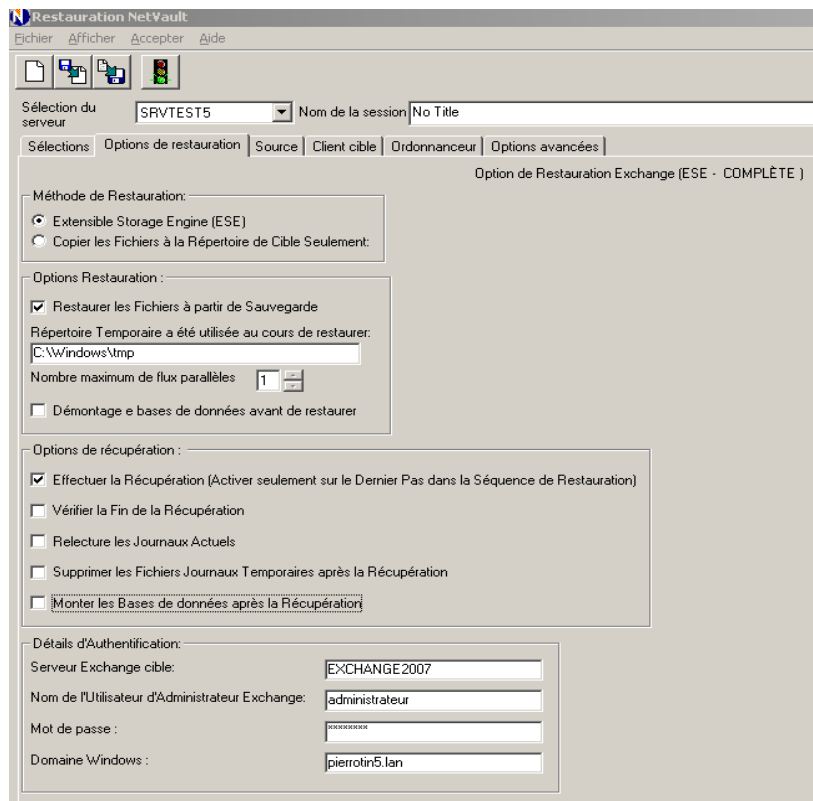 Restauration NetVault
Fichier Afficher Accepter Aide
Sélection du serveur SRVTEST5 Nom de la session No Title
Sélections Options de restauration Source Client cible Ordonnanceur Options avancées
Option de Restauration Exchange (ESE - COMPLÈTE )
Méthode de Restauration:
Extensible Storage Engine (ESE)
Copier les Fichiers à la Répertoire de Cible Seulement:
Options Restauration :
Restaurer les Fichiers à partir de Sauvegarde
Répertoire Temporaire a été utilisée au cours de restaurer:
C:\Windows\tmp
Nombre maximum de flux parallèles 1
Démontage e bases de données avant de restaurer
Options de récupération :
Effectuer la Récupération (Activer seulement sur le Dernier Pas dans la Séquence de Restauration)
Vérifier la Fin de la Récupération
Relecture les Journaux Actuels
Supprimer les Fichiers Journaux Temporaires après la Récupération
Monter les Bases de données après la Récupération
Détails d'Authentification:
Serveur Exchange cible: EXCHANGE2007
Nom de l'Utilisateur d'Administrateur Exchange: administrateur
Mot de passe : ********
Domaine Windows : pierrotin5.lan